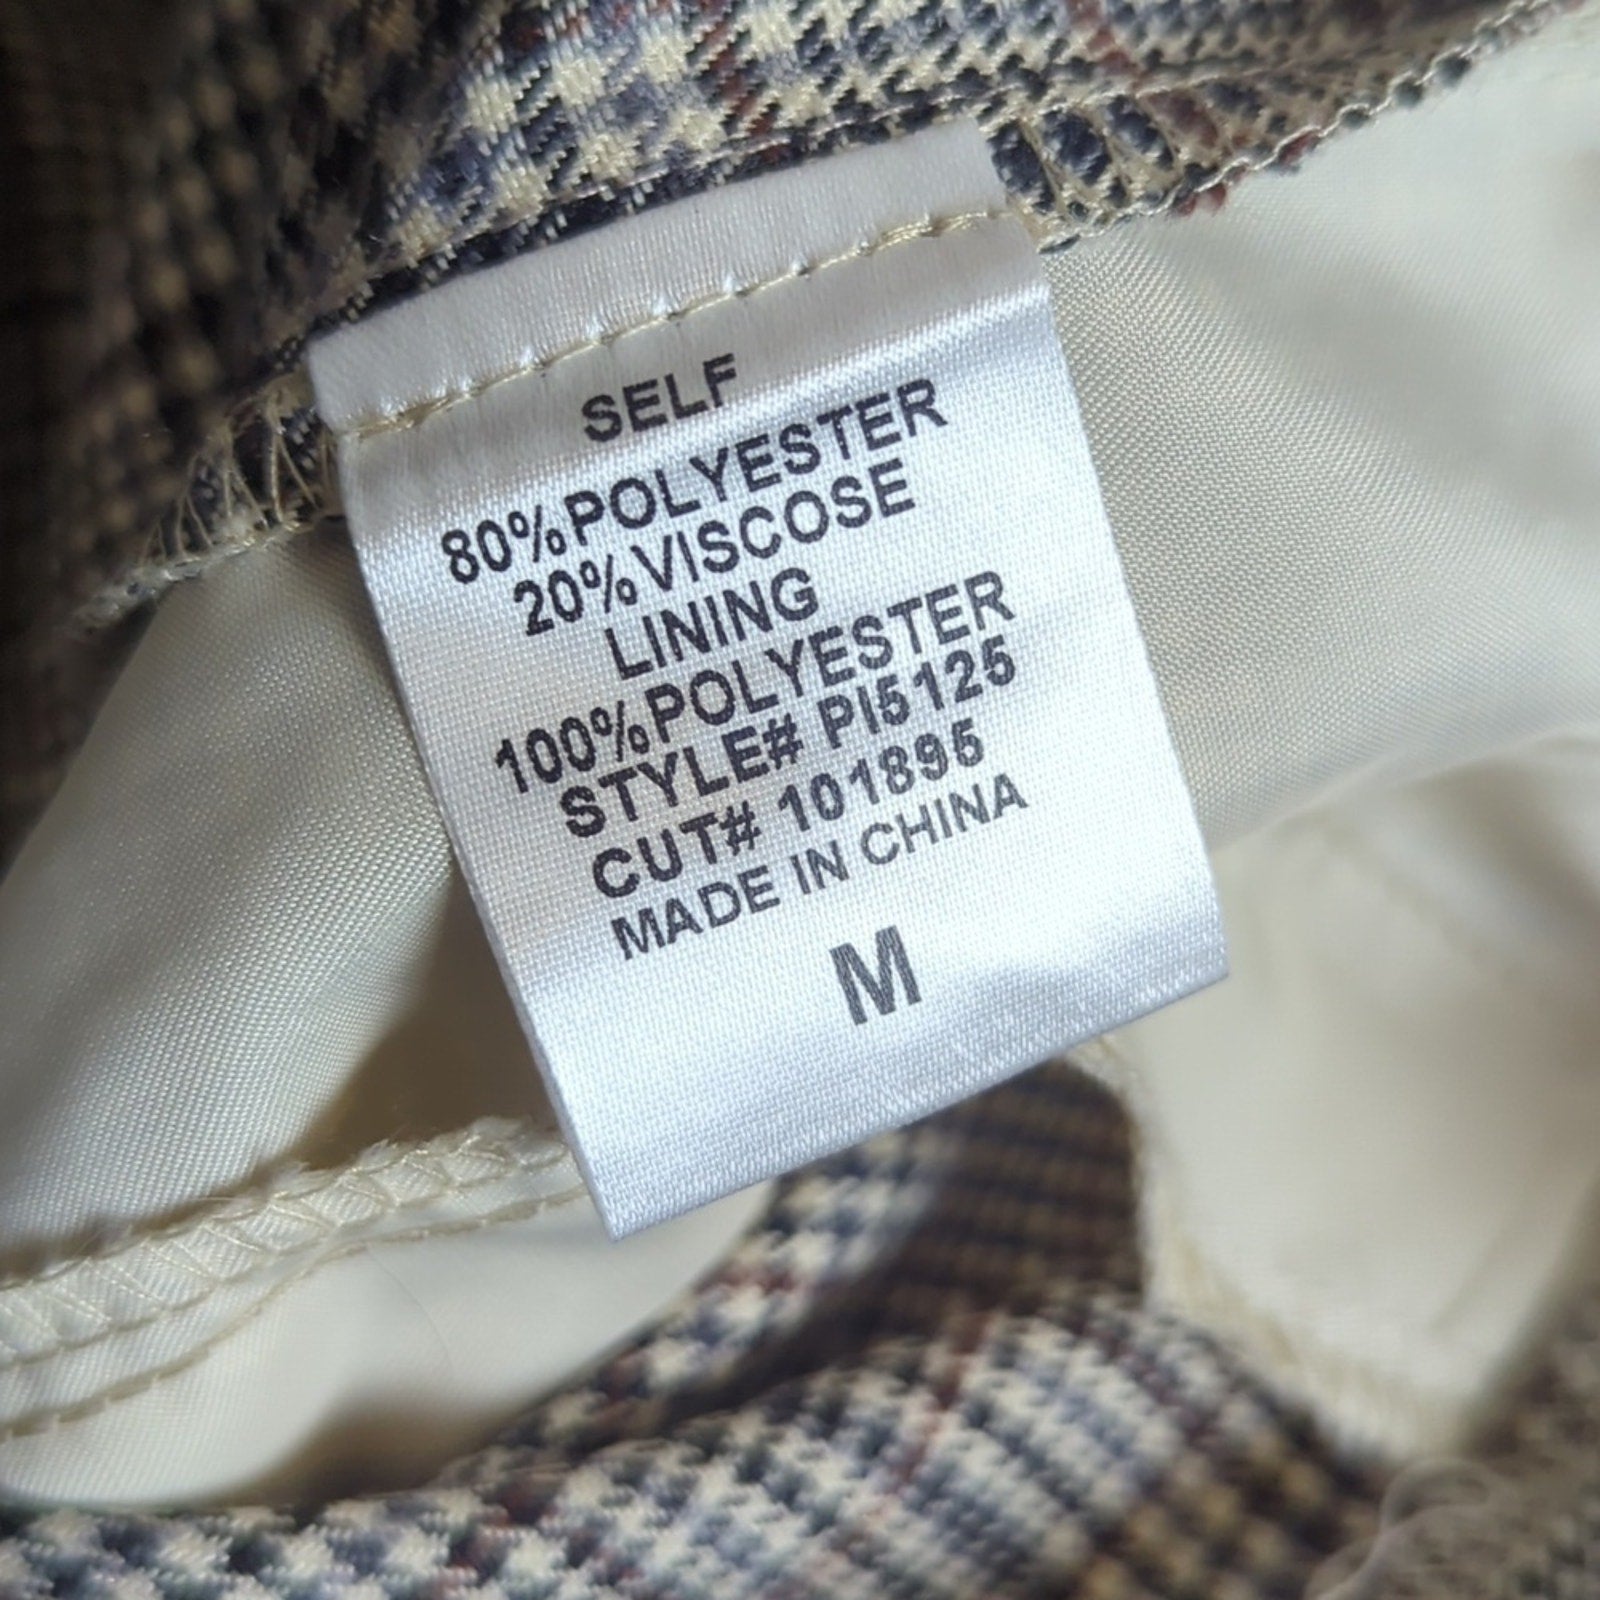 SELF
80%POLYESTER
20%VISCOSE
LINING
100%POLYESTER
STYLE# PI5125
CUT# 101895
MADE IN CHINA
M